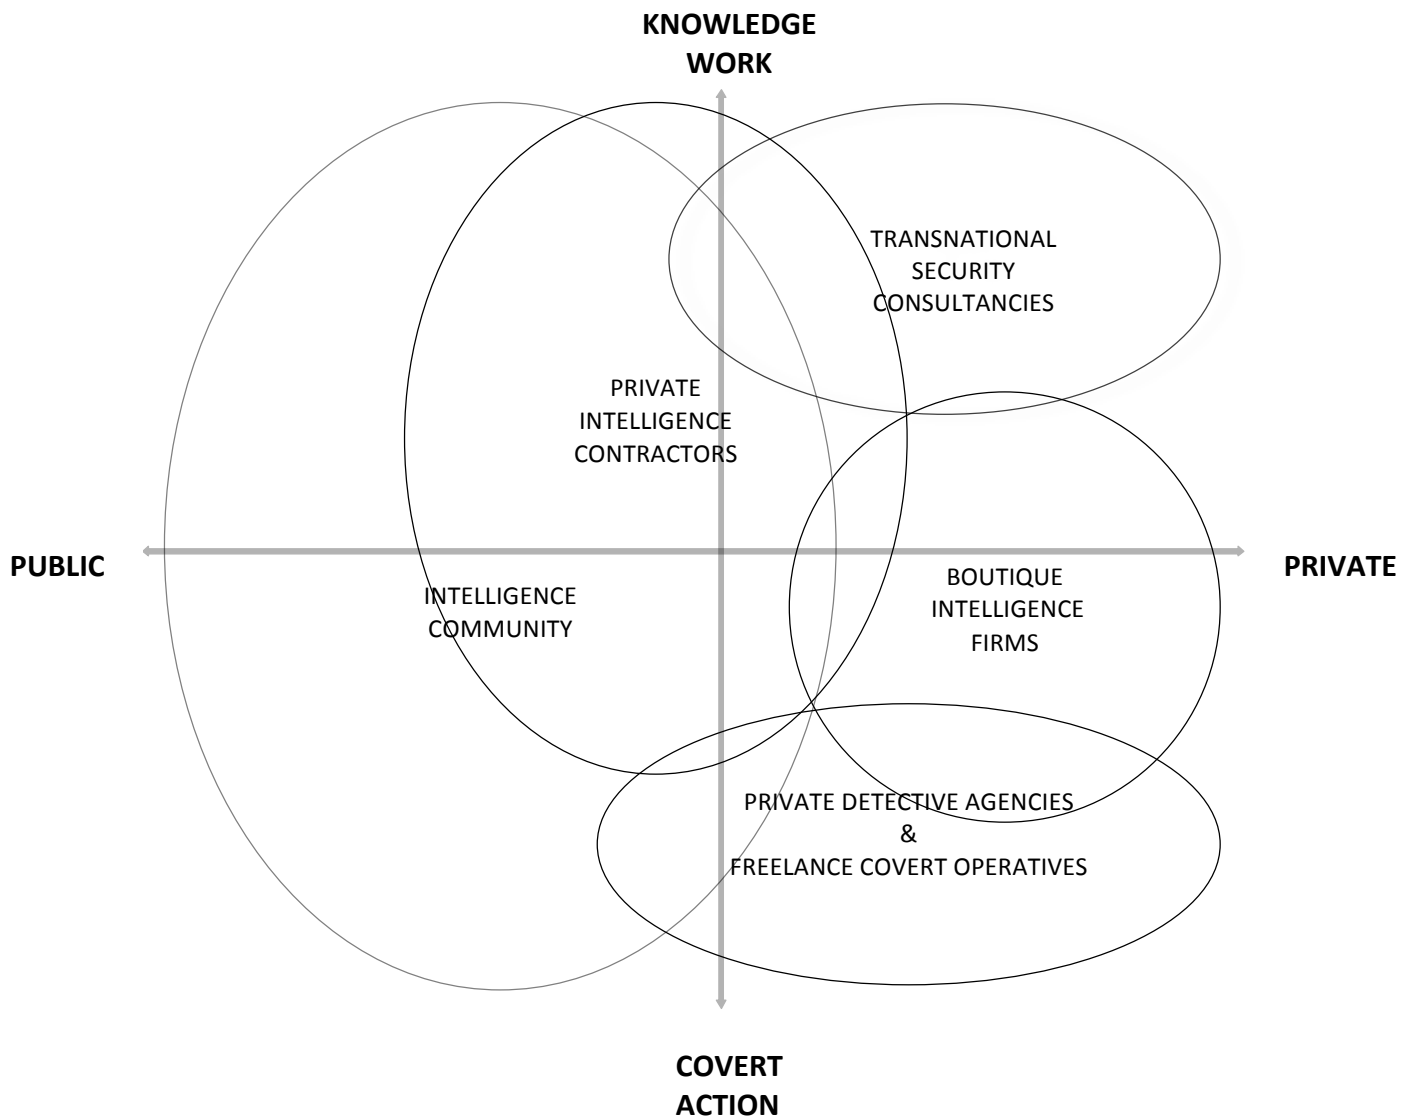 KNOWLEDGE
WORK
TRANSNATIONAL
SECURITY
CONSULTANCIES
PRIVATE
INTELLIGENCE
CONTRACTORS
PUBLIC
PRIVATE
INTELLIGENCE
COMMUNITY
BOUTIQUE
INTELLIGENCE
FIRMS
PRIVATE DETECTIVE AGENCIES
&
FREELANCE COVERT OPERATIVES
COVERT
ACTION